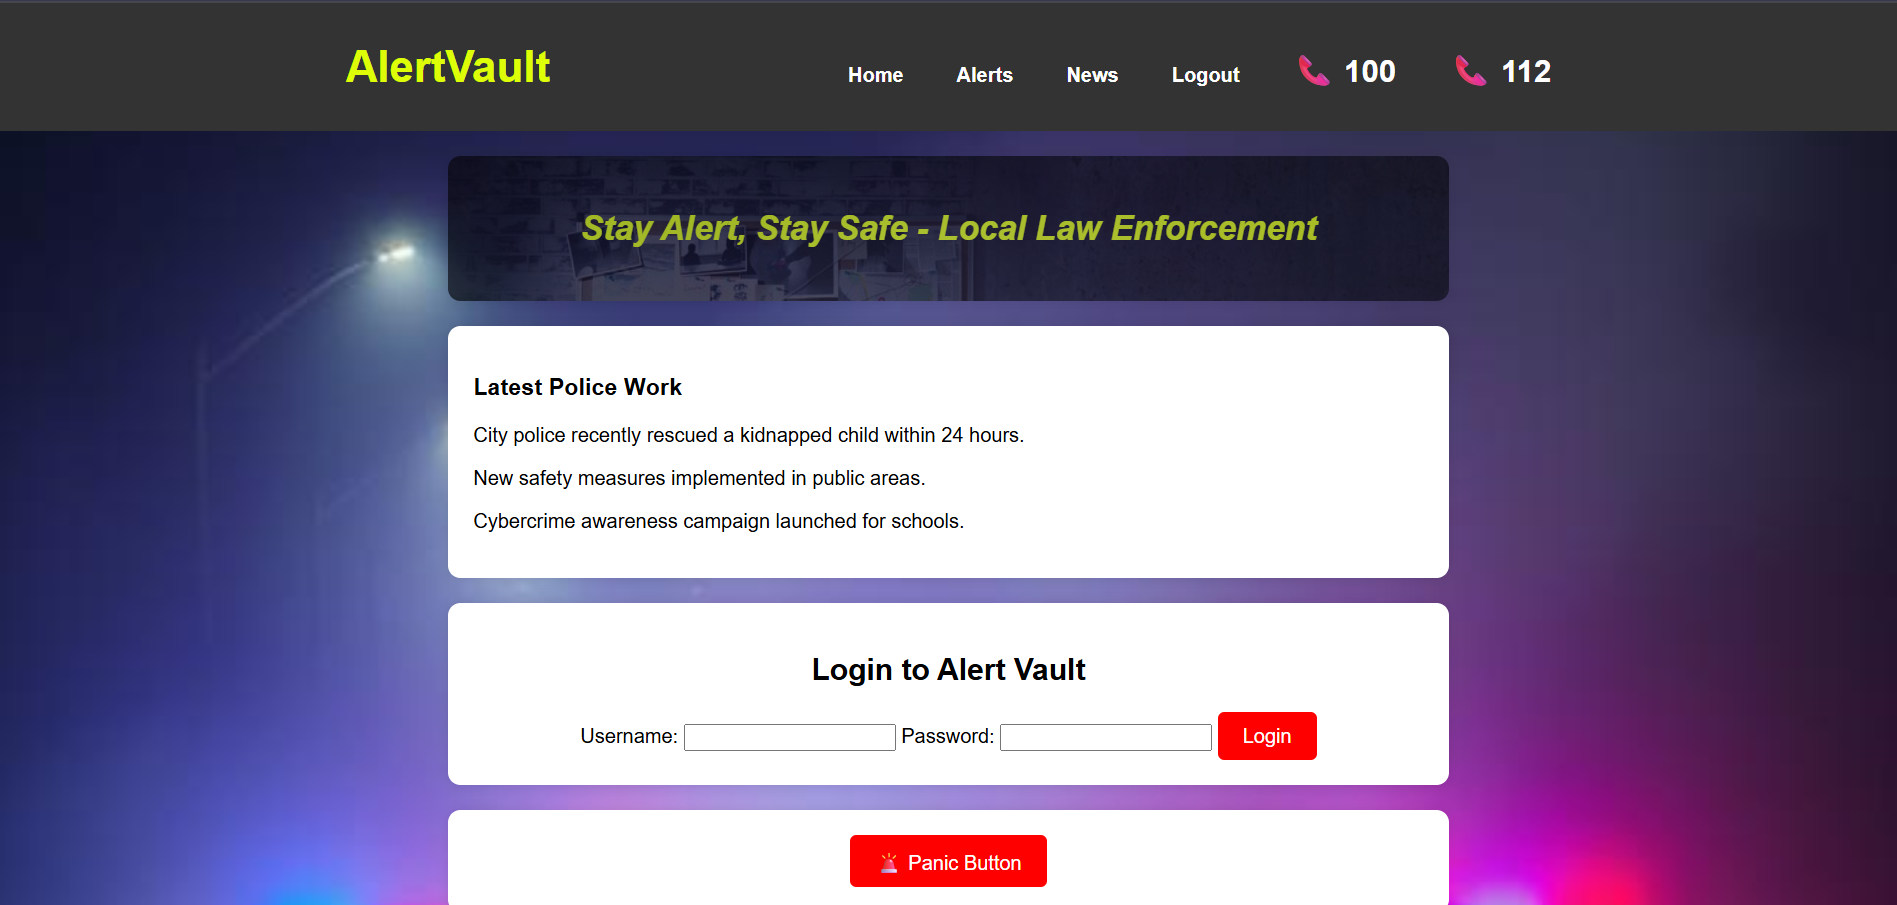 AlertVault
Home Alerts News Logout 📞 100 📞 112
Stay Alert, Stay Safe - Local Law Enforcement
Latest Police Work
City police recently rescued a kidnapped child within 24 hours.
New safety measures implemented in public areas.
Cybercrime awareness campaign launched for schools.
Login to Alert Vault
Username: Password: Login
🚨 Panic Button